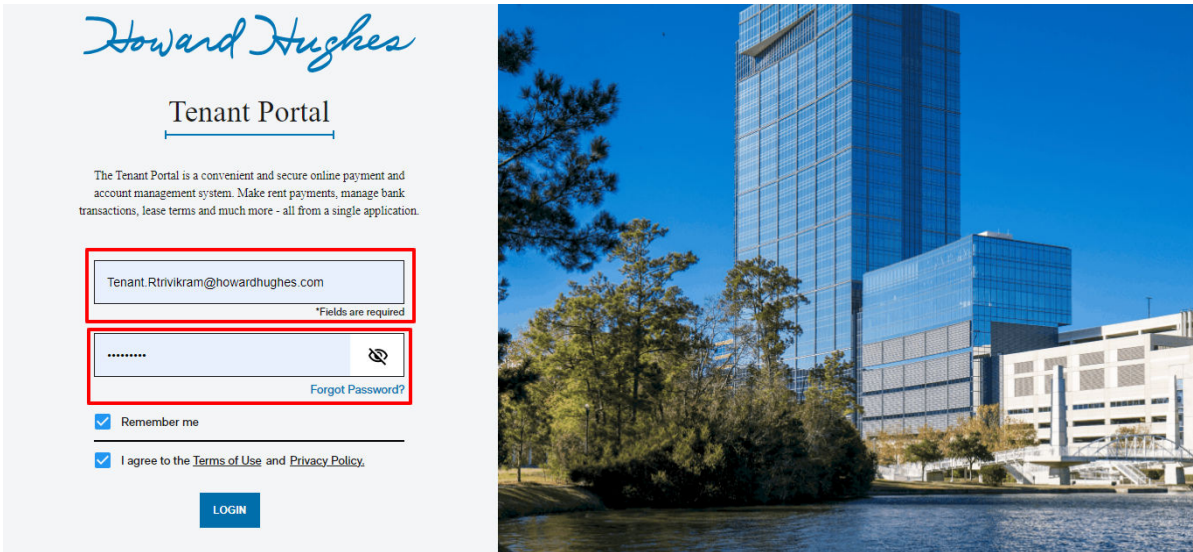 Howard Hughes
Tenant Portal
The Tenant Portal is a convenient and secure online payment and
account management system. Make rent payments, manage bank
transactions, lease terms and much more - all from a single application.
Tenant.Rtrivikram@howardhughes.com
*Fields are required
•••••••••
Forgot Password?
Remember me
I agree to the Terms of Use and Privacy Policy.
LOGIN